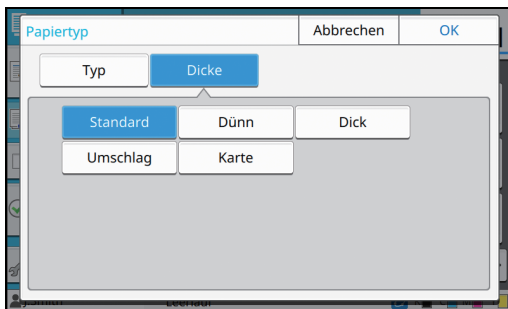 Papiertyp Abbrechen OK
Typ Dicke
Standard Dünn Dick
Umschlag Karte